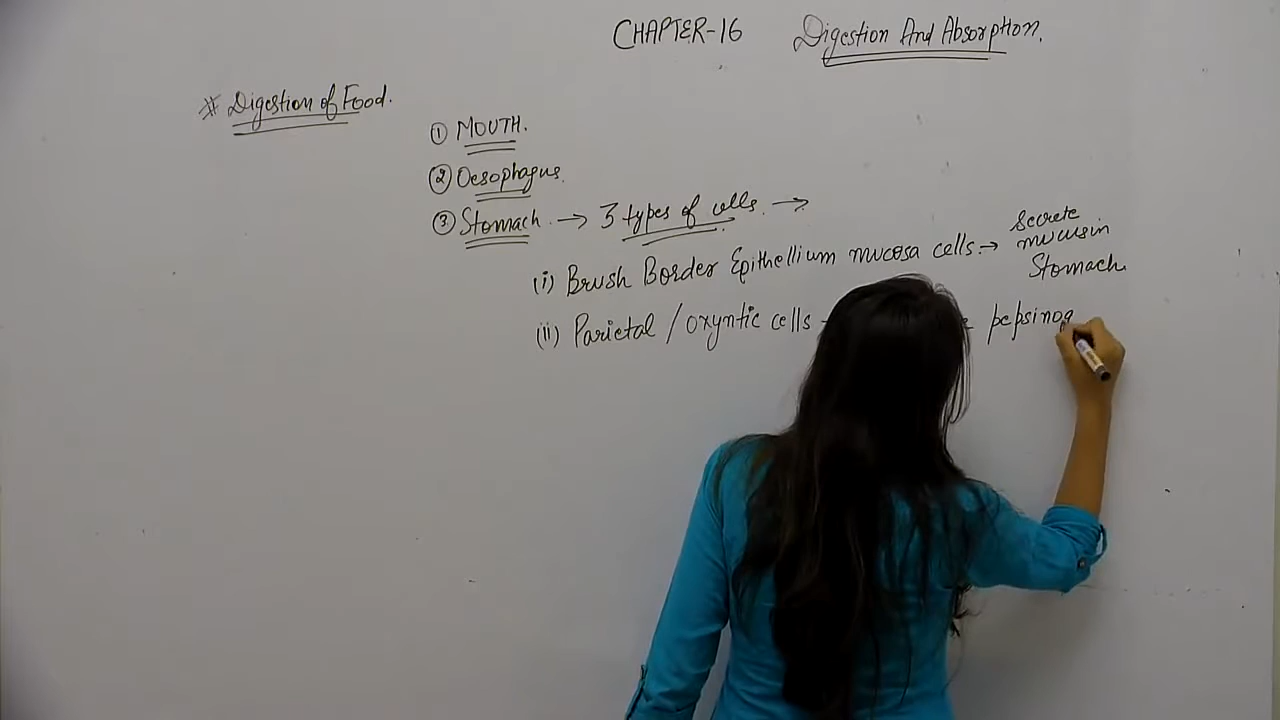 CHAPTER-16 Digestion And Absorption.
* Digestion of Food.
① MOUTH.
② Oesophagus.
③ Stomach. → 3 types of cells. →
(i) Brush Border Epithellium mucosa cells. → Secrete
mucusin
Stomach.
(ii) Parietal / oxyntic cells pepsinog